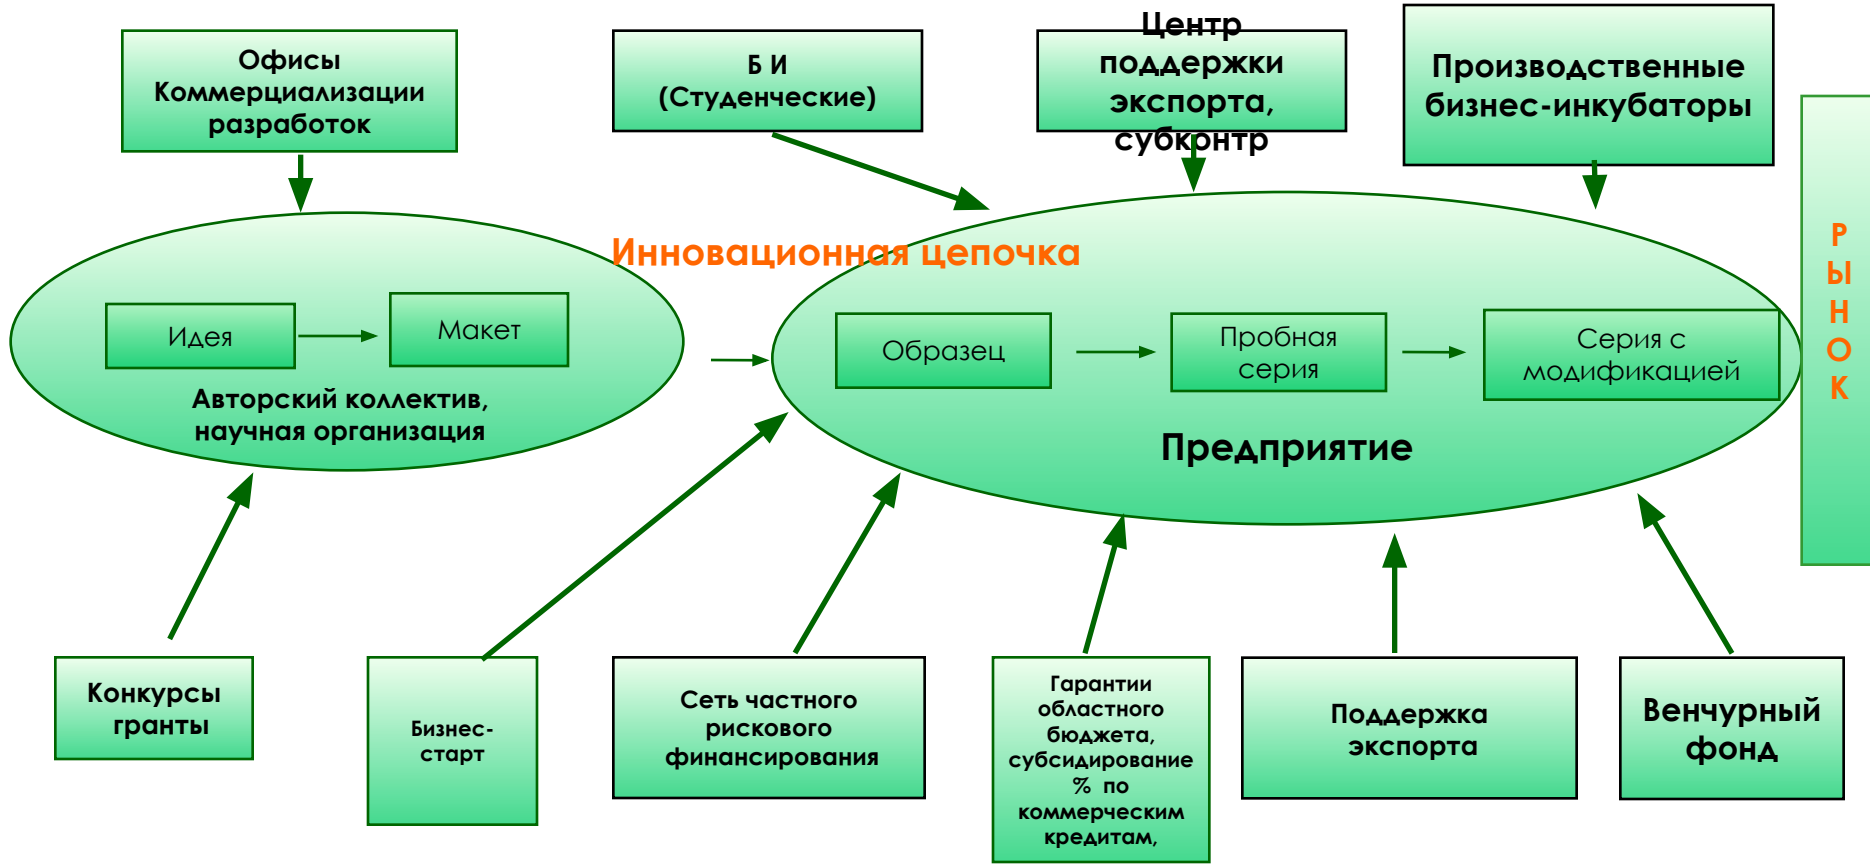 Офисы
Коммерциализации
разработок
Б И
(Студенческие)
Центр
поддержки
экспорта,
субконтр
Производственные
бизнес-инкубаторы
Инновационная цепочка
Идея
Макет
Авторский коллектив,
научная организация
Образец
Пробная
серия
Серия с
модификацией
Предприятие
Р
Ы
Н
О
К
Конкурсы
гранты
Бизнес-
старт
Сеть частного
рискового
финансирования
Гарантии
областного
бюджета,
субсидирование
% по
коммерческим
кредитам,
Поддержка
экспорта
Венчурный
фонд